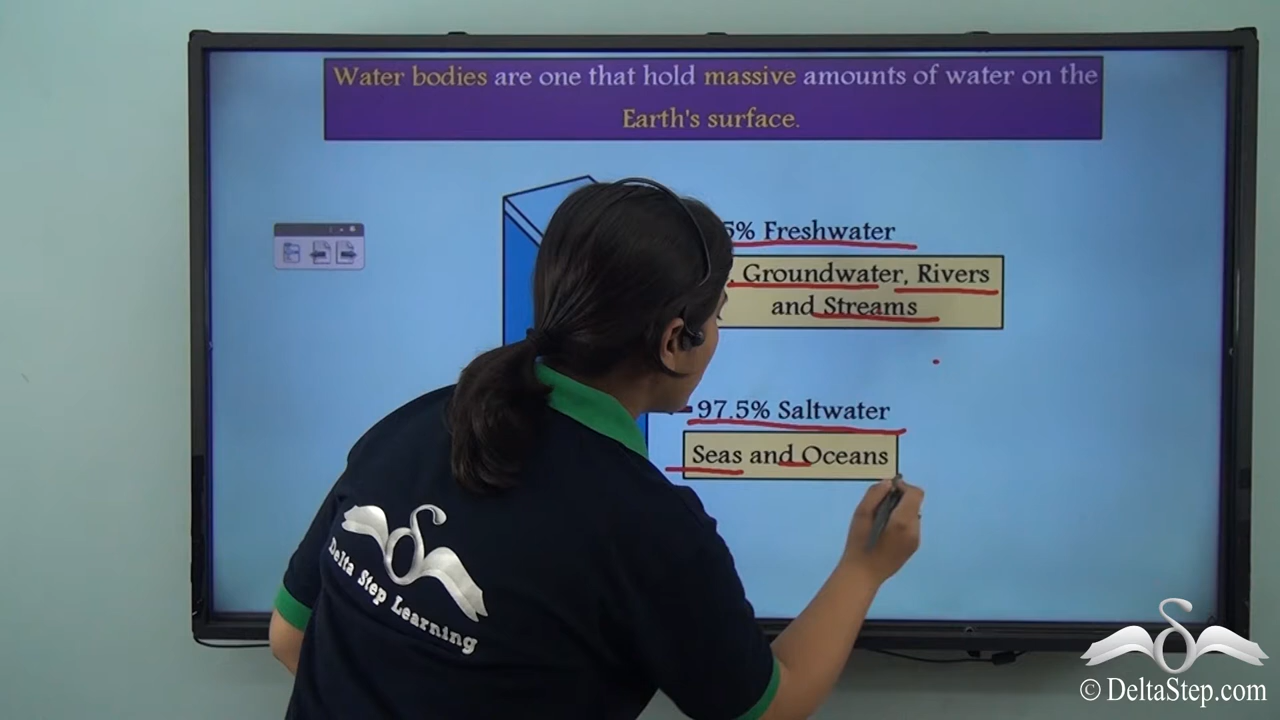 Water bodies are one that hold massive amounts of water on the
Earth's surface.
5% Freshwater
, Groundwater, Rivers
and Streams
97.5% Saltwater
Seas and Oceans
Delta Step Learning
© DeltaStep.com